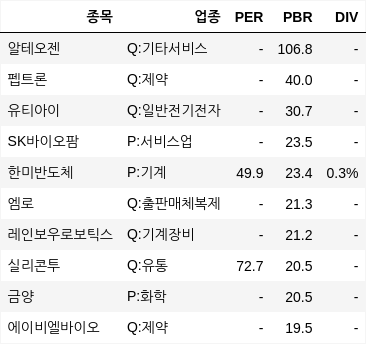 종목 업종 PER PBR DIV
알테오젠 Q:기타서비스 - 106.8 -
펩트론 Q:제약 - 40.0 -
유티아이 Q:일반전기전자 - 30.7 -
SK바이오팜 P:서비스업 - 23.5 -
한미반도체 P:기계 49.9 23.4 0.3%
엠로 Q:출판매체복제 - 21.3 -
레인보우로보틱스 Q:기계장비 - 21.2 -
실리콘투 Q:유통 72.7 20.5 -
금양 P:화학 - 20.5 -
에이비엘바이오 Q:제약 - 19.5 -